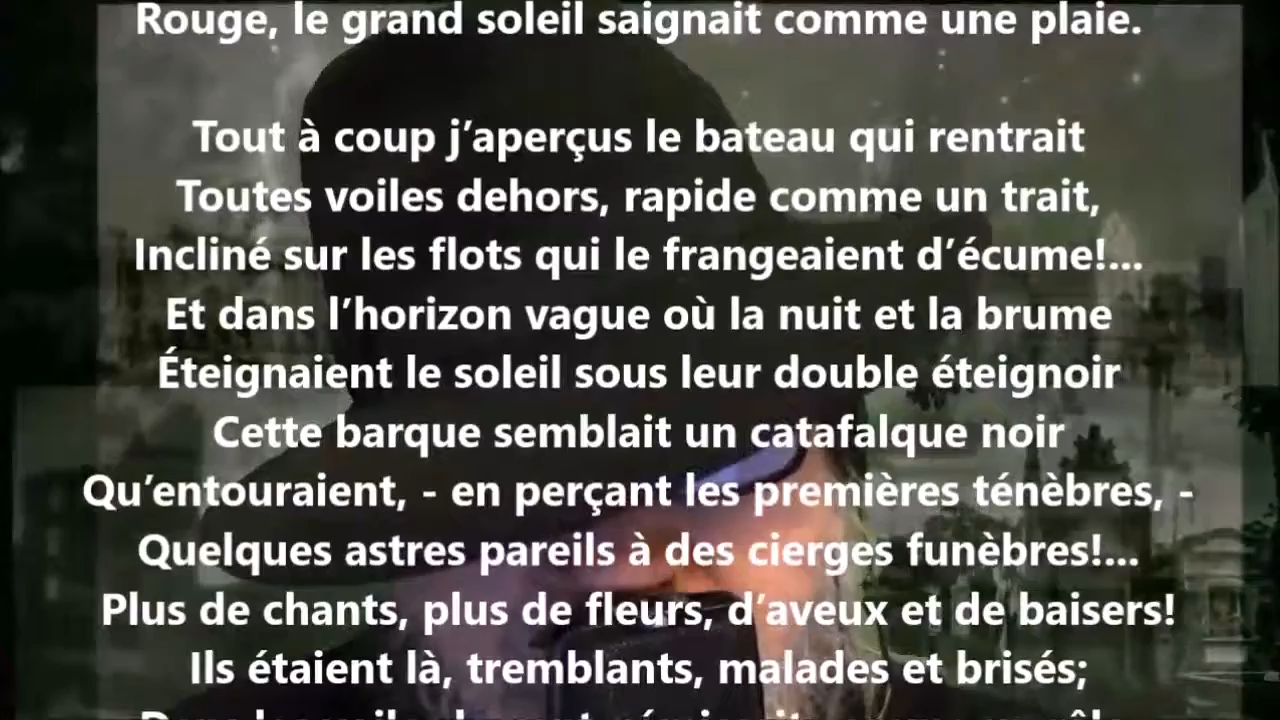 Rouge, le grand soleil saignait comme une plaie.
Tout à coup j’aperçus le bateau qui rentrait
Toutes voiles dehors, rapide comme un trait,
Incliné sur les flots qui le frangeaient d’écume!...
Et dans l’horizon vague où la nuit et la brume
Éteignaient le soleil sous leur double éteignoir
Cette barque semblait un catafalque noir
Qu’entouraient, - en perçant les premières ténèbres, -
Quelques astres pareils à des cierges funèbres!...
Plus de chants, plus de fleurs, d’aveux et de baisers!
Ils étaient là, tremblants, malades et brisés;